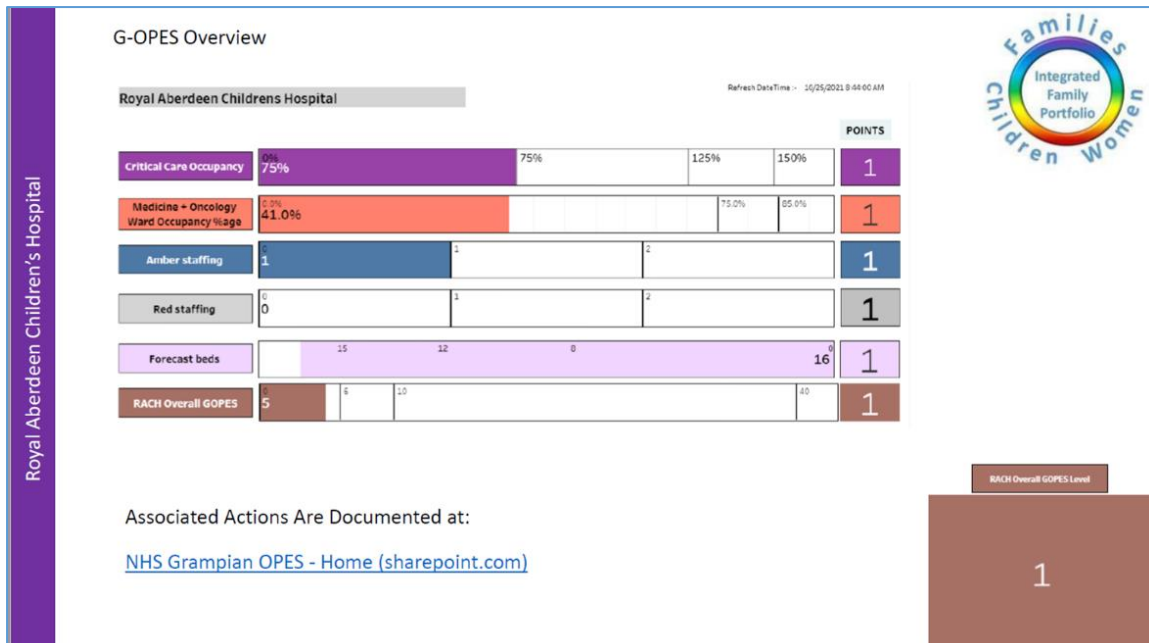 Royal Aberdeen Children's Hospital
G-OPES Overview
Royal Aberdeen Childrens Hospital
Refresh DateTime :- 10/25/2021 8:44:00 AM
POINTS
Critical Care Occupancy
0%
75%
75%
125%
150%
1
Medicine + Oncology
Ward Occupancy %age
0.0%
41.0%
75.0%
85.0%
1
Amber staffing
0
1
1
2
1
Red staffing
0
0
1
2
1
Forecast beds
15
12
8
0
16
1
RACH Overall GOPES
0
5
6
10
40
1
Families
Children Women
Integrated
Family
Portfolio
Associated Actions Are Documented at:
NHS Grampian OPES - Home (sharepoint.com)
RACH Overall GOPES Level
1